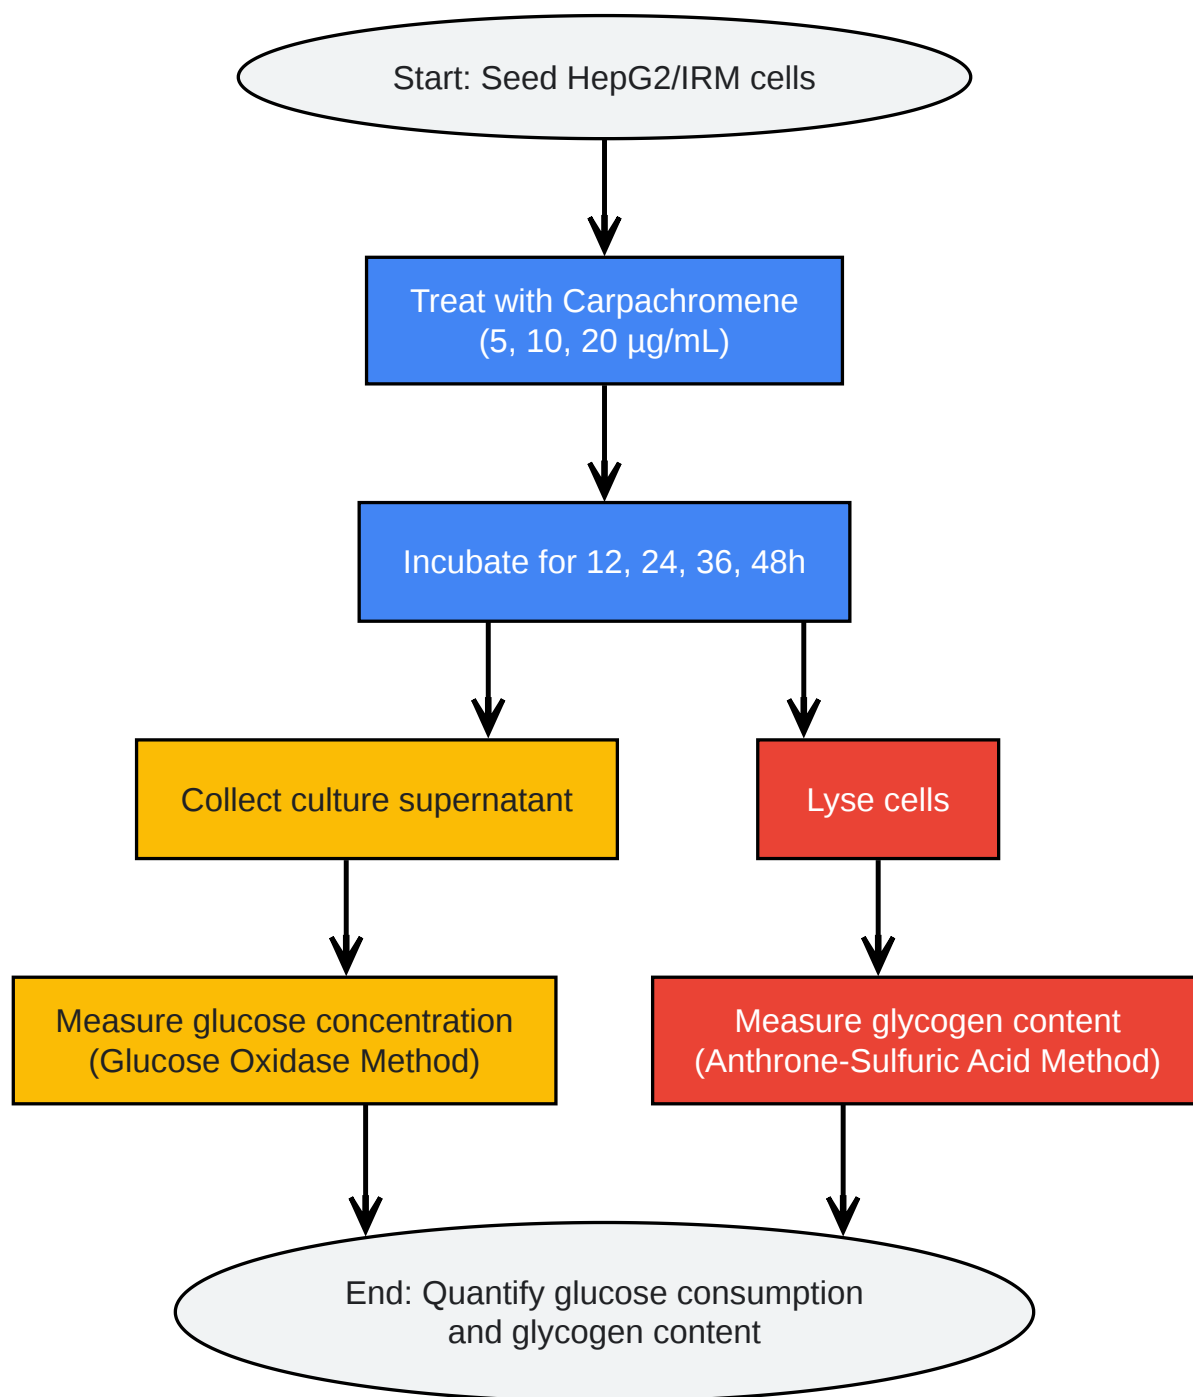 Start: Seed HepG2/IRM cells
Treat with Carpachromene
(5, 10, 20 µg/mL)
Incubate for 12, 24, 36, 48h
Collect culture supernatant
Lyse cells
Measure glucose concentration
(Glucose Oxidase Method)
Measure glycogen content
(Anthrone-Sulfuric Acid Method)
End: Quantify glucose consumption
and glycogen content